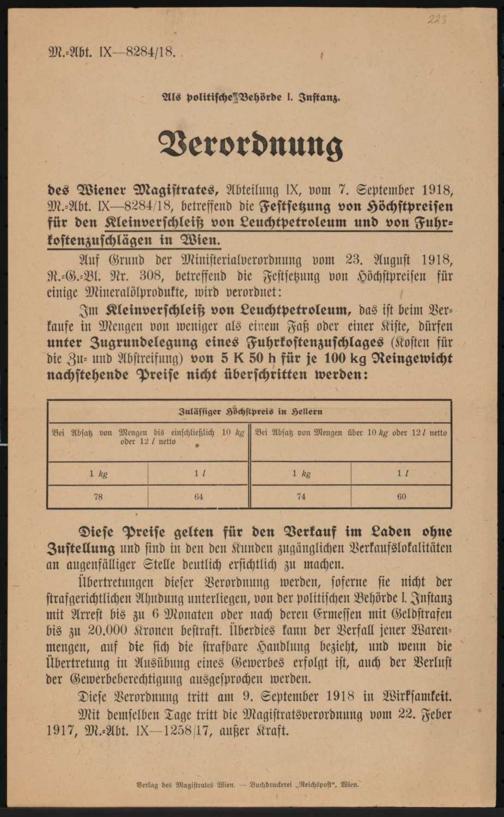 223
M.=Abt. IX—8284/18.
Als politische Behörde I. Instanz.
Verordnung
des Wiener Magistrates, Abteilung IX, vom 7. September 1918,
M.=Abt. IX—8284/18, betreffend die Festsetzung von Höchstpreisen
für den Kleinverschleiß von Leuchtpetroleum und von Fuhr=
kostenzuschlägen in Wien.
Auf Grund der Ministerialverordnung vom 23. August 1918,
R.=G.=Bl. Nr. 308, betreffend die Festsetzung von Höchstpreisen für
einige Mineralölprodukte, wird verordnet:
Im Kleinverschleiß von Leuchtpetroleum, das ist beim Ver=
kaufe in Mengen von weniger als einem Faß oder einer Kiste, dürfen
unter Zugrundelegung eines Fuhrkostenzuschlages (Kosten für
die Zu= und Abstreifung) von 5 K 50 h für je 100 kg Reingewicht
nachstehende Preise nicht überschritten werden:
Zulässiger Höchstpreis in Hellern
Bei Absatz von Mengen bis einschließlich 10 kg
oder 12 l netto
Bei Absatz von Mengen über 10 kg oder 12 l netto
1 kg 1 l 1 kg 1 l
78 64 74 60
Diese Preise gelten für den Verkauf im Laden ohne
Zustellung und sind in den den Kunden zugänglichen Verkaufslokalitäten
an augenfälliger Stelle deutlich ersichtlich zu machen.
Übertretungen dieser Verordnung werden, soferne sie nicht der
strafgerichtlichen Ahndung unterliegen, von der politischen Behörde I. Instanz
mit Arrest bis zu 6 Monaten oder nach deren Ermessen mit Geldstrafen
bis zu 20.000 Kronen bestraft. Überdies kann der Verfall jener Waren=
mengen, auf die sich die strafbare Handlung bezieht, und wenn die
Übertretung in Ausübung eines Gewerbes erfolgt ist, auch der Verlust
der Gewerbeberechtigung ausgesprochen werden.
Diese Verordnung tritt am 9. September 1918 in Wirksamkeit.
Mit demselben Tage tritt die Magistratsverordnung vom 22. Feber
1917, M.=Abt. IX—1258/17, außer Kraft.
Verlag des Magistrates Wien. — Buchdruckerei „Reichspost“, Wien.